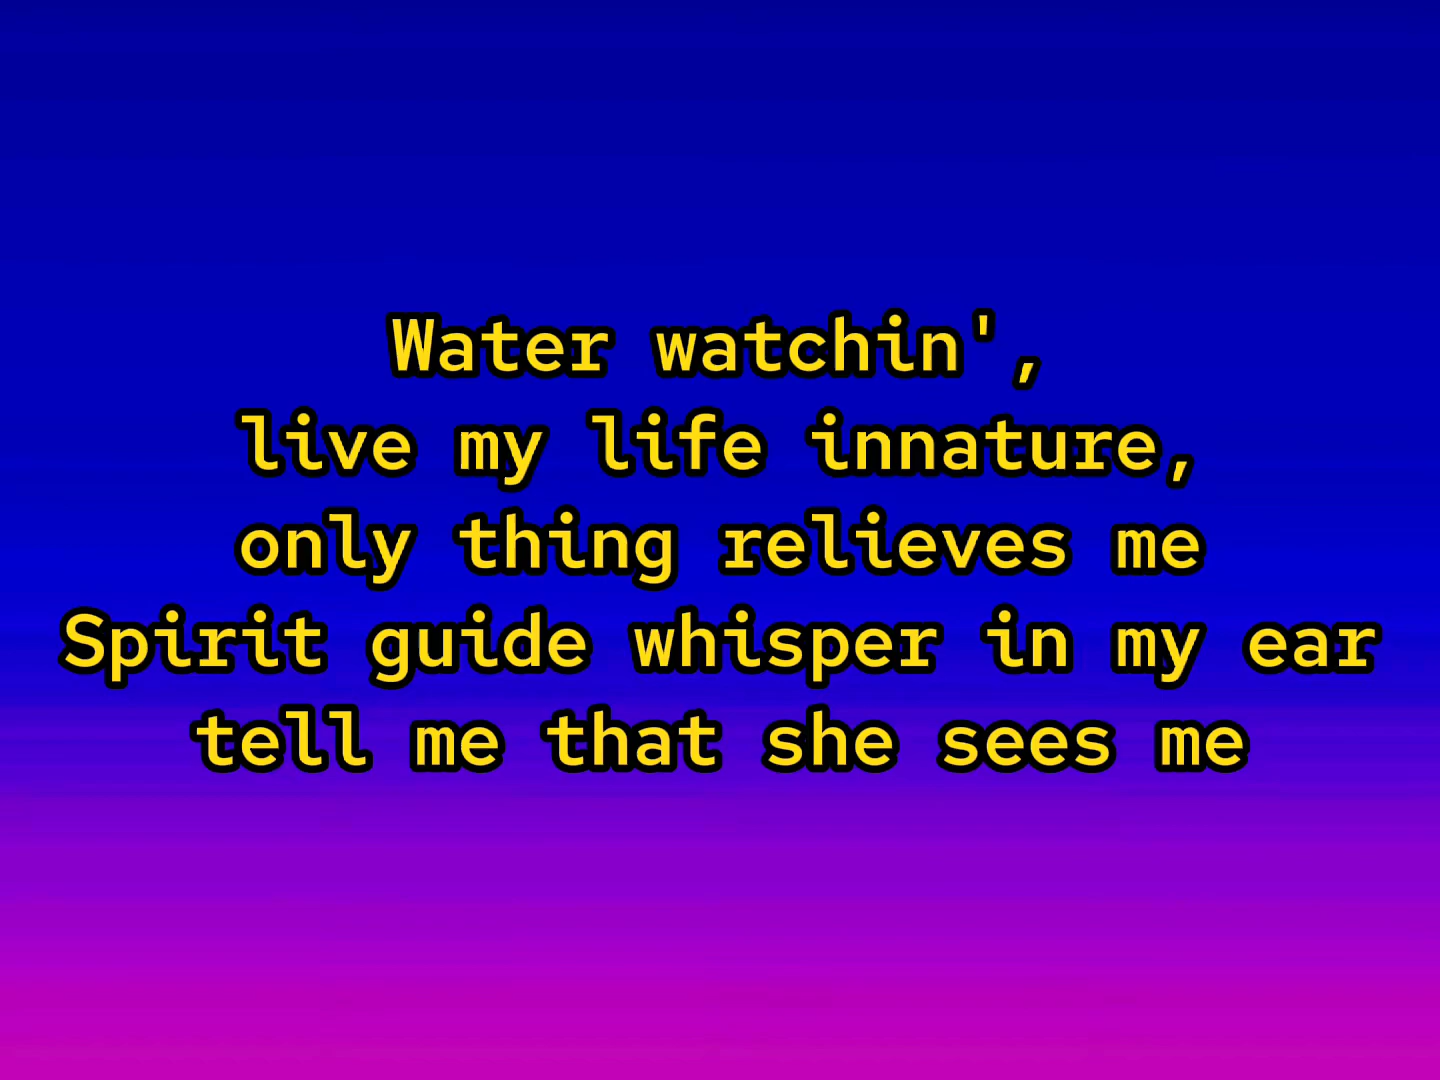 Water watchin',
live my life innature,
only thing relieves me
Spirit guide whisper in my ear
tell me that she sees me